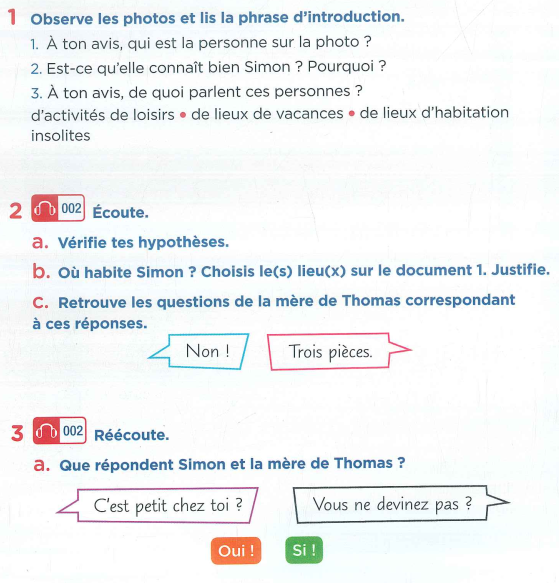 1 Observe les photos et lis la phrase d'introduction.
1. À ton avis, qui est la personne sur la photo ?
2. Est-ce qu'elle connaît bien Simon ? Pourquoi ?
3. À ton avis, de quoi parlent ces personnes ?
d'activités de loisirs • de lieux de vacances • de lieux d'habitation
insolites
2 002 Écoute.
a. Vérifie tes hypothèses.
b. Où habite Simon ? Choisis le(s) lieu(x) sur le document 1. Justifie.
c. Retrouve les questions de la mère de Thomas correspondant
à ces réponses.
Non !
Trois pièces.
3 002 Réécoute.
a. Que répondent Simon et la mère de Thomas ?
C'est petit chez toi ?
Vous ne devinez pas ?
Oui !
Si !